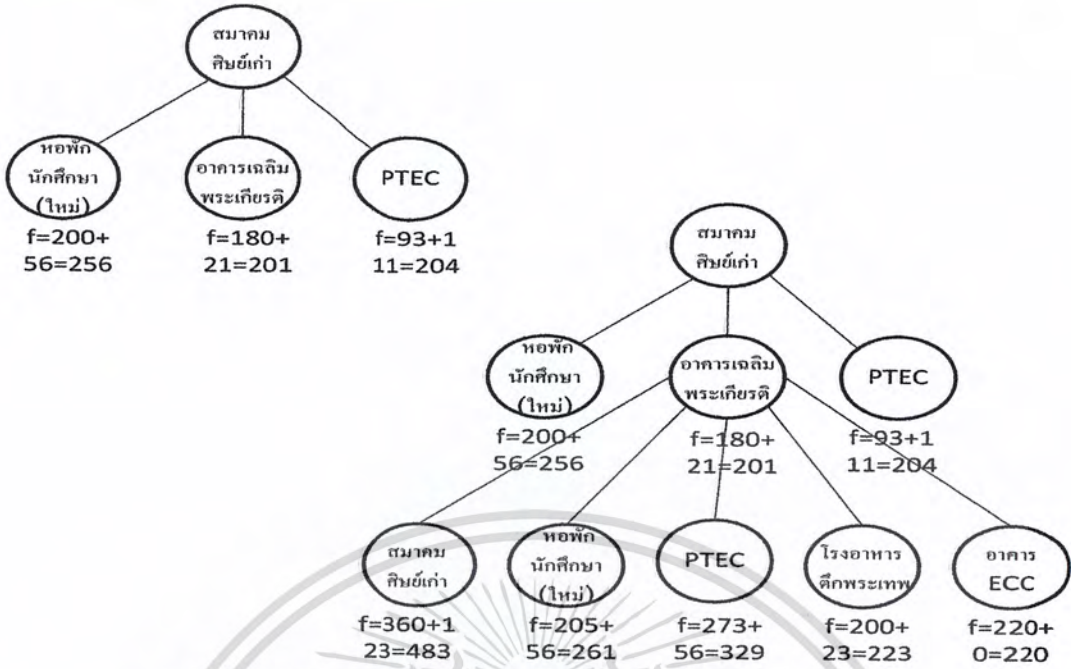 สมาคม
ศิษย์เก่า
หอพัก
นักศึกษา
(ใหม่)
f=200+
56=256
อาคารเฉลิม
พระเกียรติ
f=180+
21=201
PTEC
f=93+1
11=204
สมาคม
ศิษย์เก่า
หอพัก
นักศึกษา
(ใหม่)
f=200+
56=256
อาคารเฉลิม
พระเกียรติ
f=180+
21=201
PTEC
f=93+1
11=204
สมาคม
ศิษย์เก่า
f=360+1
23=483
หอพัก
นักศึกษา
(ใหม่)
f=205+
56=261
PTEC
f=273+
56=329
โรงอาหาร
ตึกพระเทพ
f=200+
23=223
อาคาร
ECC
f=220+
0=220